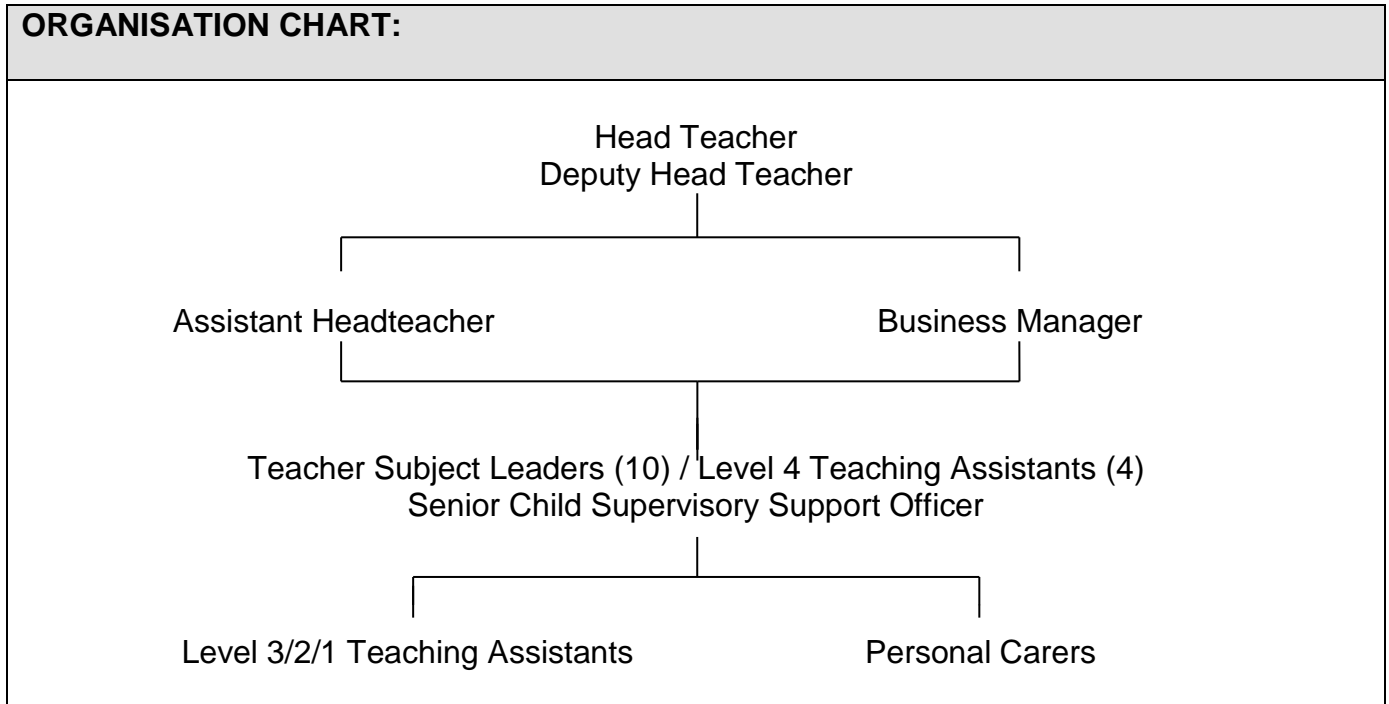 ORGANISATION CHART:
Head Teacher
Deputy Head Teacher
Assistant Headteacher
Business Manager
Teacher Subject Leaders (10) / Level 4 Teaching Assistants (4)
Senior Child Supervisory Support Officer
Level 3/2/1 Teaching Assistants
Personal Carers